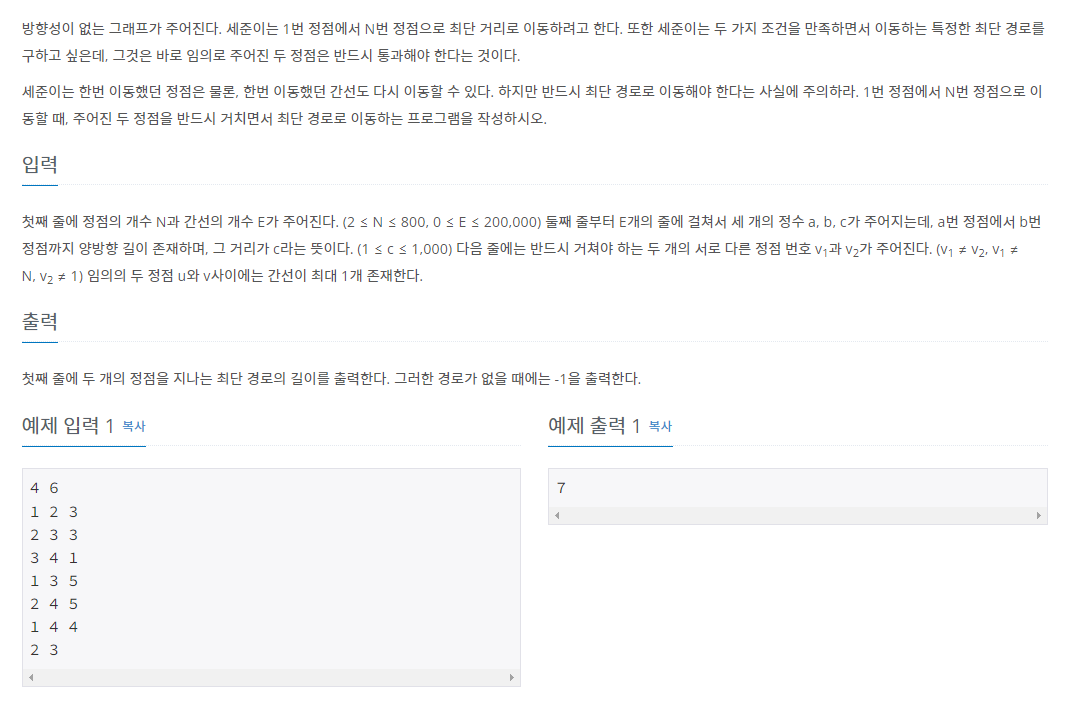 방향성이 없는 그래프가 주어진다. 세준이는 1번 정점에서 N번 정점으로 최단 거리로 이동하려고 한다. 또한 세준이는 두 가지 조건을 만족하면서 이동하는 특정한 최단 경로를
구하고 싶은데, 그것은 바로 임의로 주어진 두 정점은 반드시 통과해야 한다는 것이다.
세준이는 한번 이동했던 정점은 물론, 한번 이동했던 간선도 다시 이동할 수 있다. 하지만 반드시 최단 경로로 이동해야 한다는 사실에 주의하라. 1번 정점에서 N번 정점으로 이
동할 때, 주어진 두 정점을 반드시 거치면서 최단 경로로 이동하는 프로그램을 작성하시오.
입력
첫째 줄에 정점의 개수 N과 간선의 개수 E가 주어진다. (2 ≤ N ≤ 800, 0 ≤ E ≤ 200,000) 둘째 줄부터 E개의 줄에 걸쳐서 세 개의 정수 a, b, c가 주어지는데, a번 정점에서 b번
정점까지 양방향 길이 존재하며, 그 거리가 c라는 뜻이다. (1 ≤ c ≤ 1,000) 다음 줄에는 반드시 거쳐야 하는 두 개의 서로 다른 정점 번호 v1과 v2가 주어진다. (v1 ≠ v2, v1 ≠
N, v2 ≠ 1) 임의의 두 정점 u와 v사이에는 간선이 최대 1개 존재한다.
출력
첫째 줄에 두 개의 정점을 지나는 최단 경로의 길이를 출력한다. 그러한 경로가 없을 때에는 -1을 출력한다.
예제 입력 1 복사
4 6
1 2 3
2 3 3
3 4 1
1 3 5
2 4 5
1 4 4
2 3
예제 출력 1 복사
7